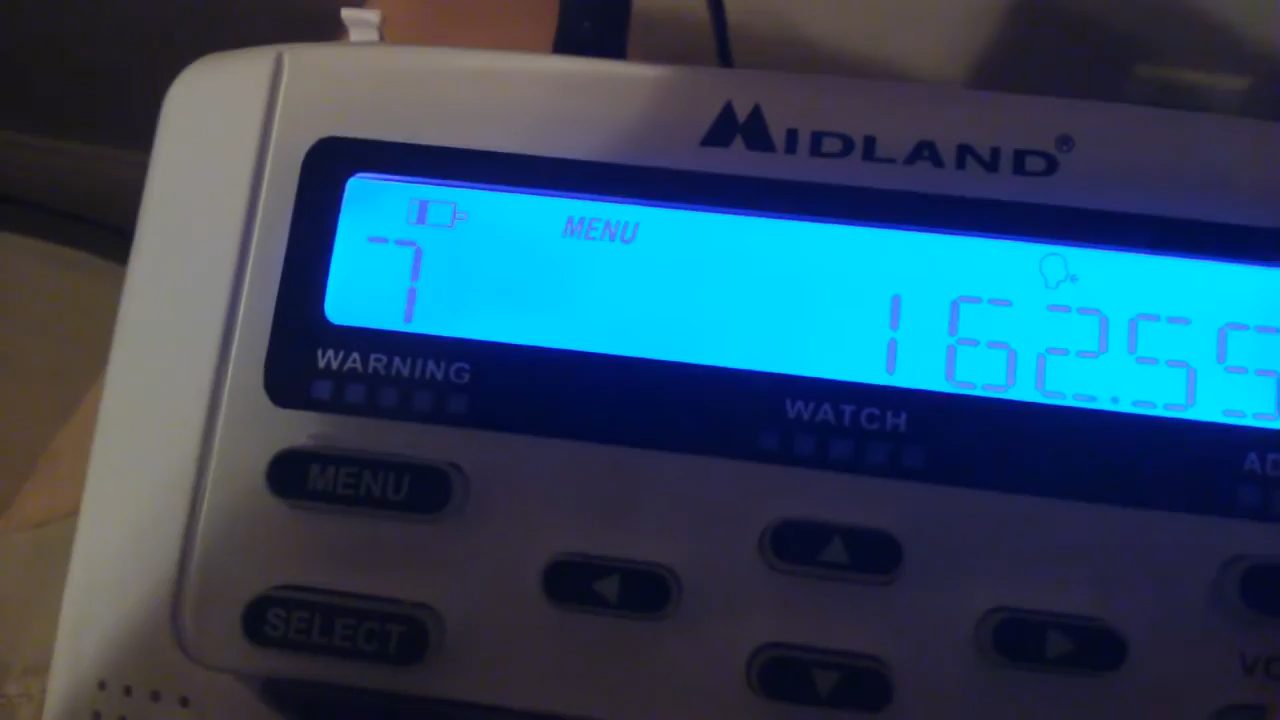 MIDLAND®
MENU
7 162.55
WARNING
WATCH
MENU
SELECT